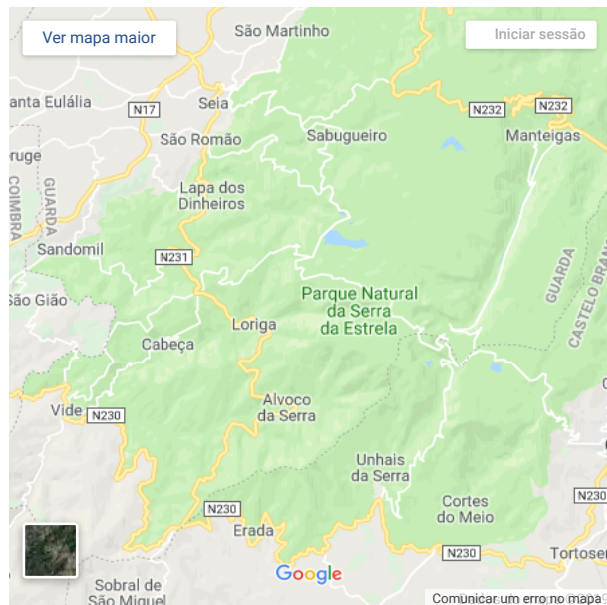 Ver mapa maior
São Martinho
Iniciar sessão
anta Eulália
N17
Seia
N232
N232
São Romão
Sabugueiro
Manteigas
eruge
COIMBRA
GUARDA
Lapa dos
Dinheiros
Sandomil
N231
GUARDA
CASTELO BRAN
São Gião
Parque Natural
da Serra
da Estrela
Loriga
Cabeça
Vide
N230
Alvoco
da Serra
Unhais
da Serra
N230
N230
Cortes
do Meio
Erada
N230
Tortosen
Google
Sobral de
São Miguel
Comunicar um erro no mapa